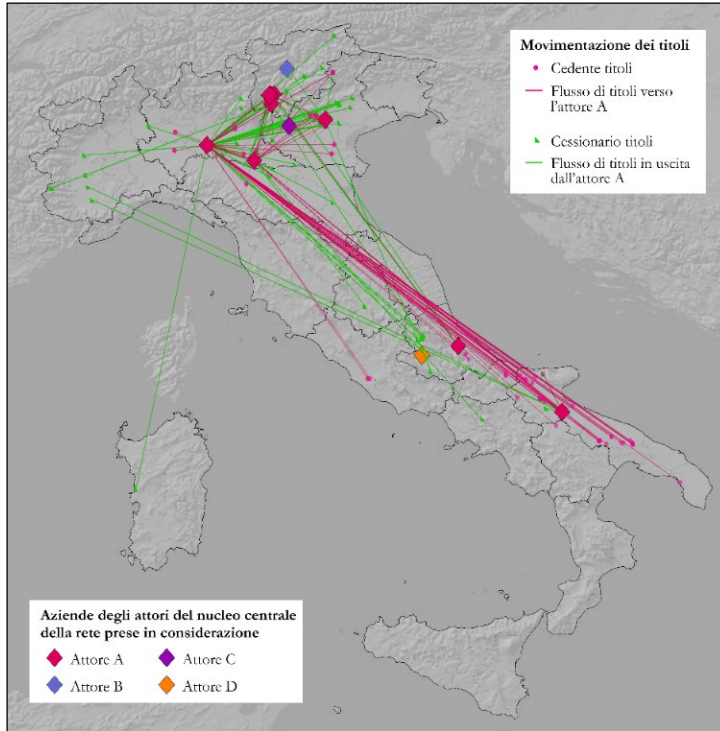 Movimentazione dei titoli
Cedente titoli
Flusso di titoli verso
l'attore A
Cessionario titoli
Flusso di titoli in uscita
dall'attore A
Aziende degli attori del nucleo centrale
della rete prese in considerazione
Attore A
Attore C
Attore B
Attore D